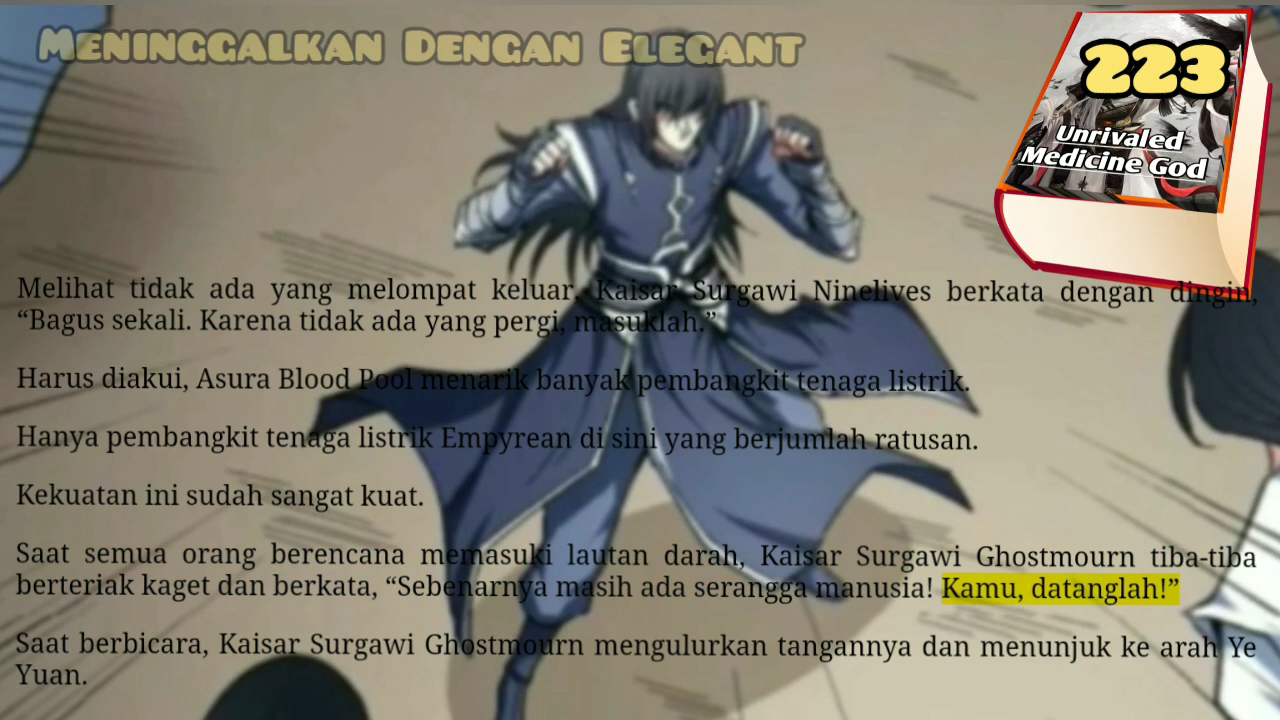 Meninggalkan Dengan Elegant
223
Unrivaled
Medicine God
Melihat tidak ada yang melompat keluar, Kaisar Surgawi Ninelives berkata dengan dingin,
“Bagus sekali. Karena tidak ada yang pergi, masuklah.”
Harus diakui, Asura Blood Pool menarik banyak pembangkit tenaga listrik.
Hanya pembangkit tenaga listrik Empyrean di sini yang berjumlah ratusan.
Kekuatan ini sudah sangat kuat.
Saat semua orang berencana memasuki lautan darah, Kaisar Surgawi Ghostmourn tiba-tiba
berteriak kaget dan berkata, “Sebenarnya masih ada serangga manusia! Kamu, datanglah!”
Saat berbicara, Kaisar Surgawi Ghostmourn mengulurkan tangannya dan menunjuk ke arah Ye
Yuan.